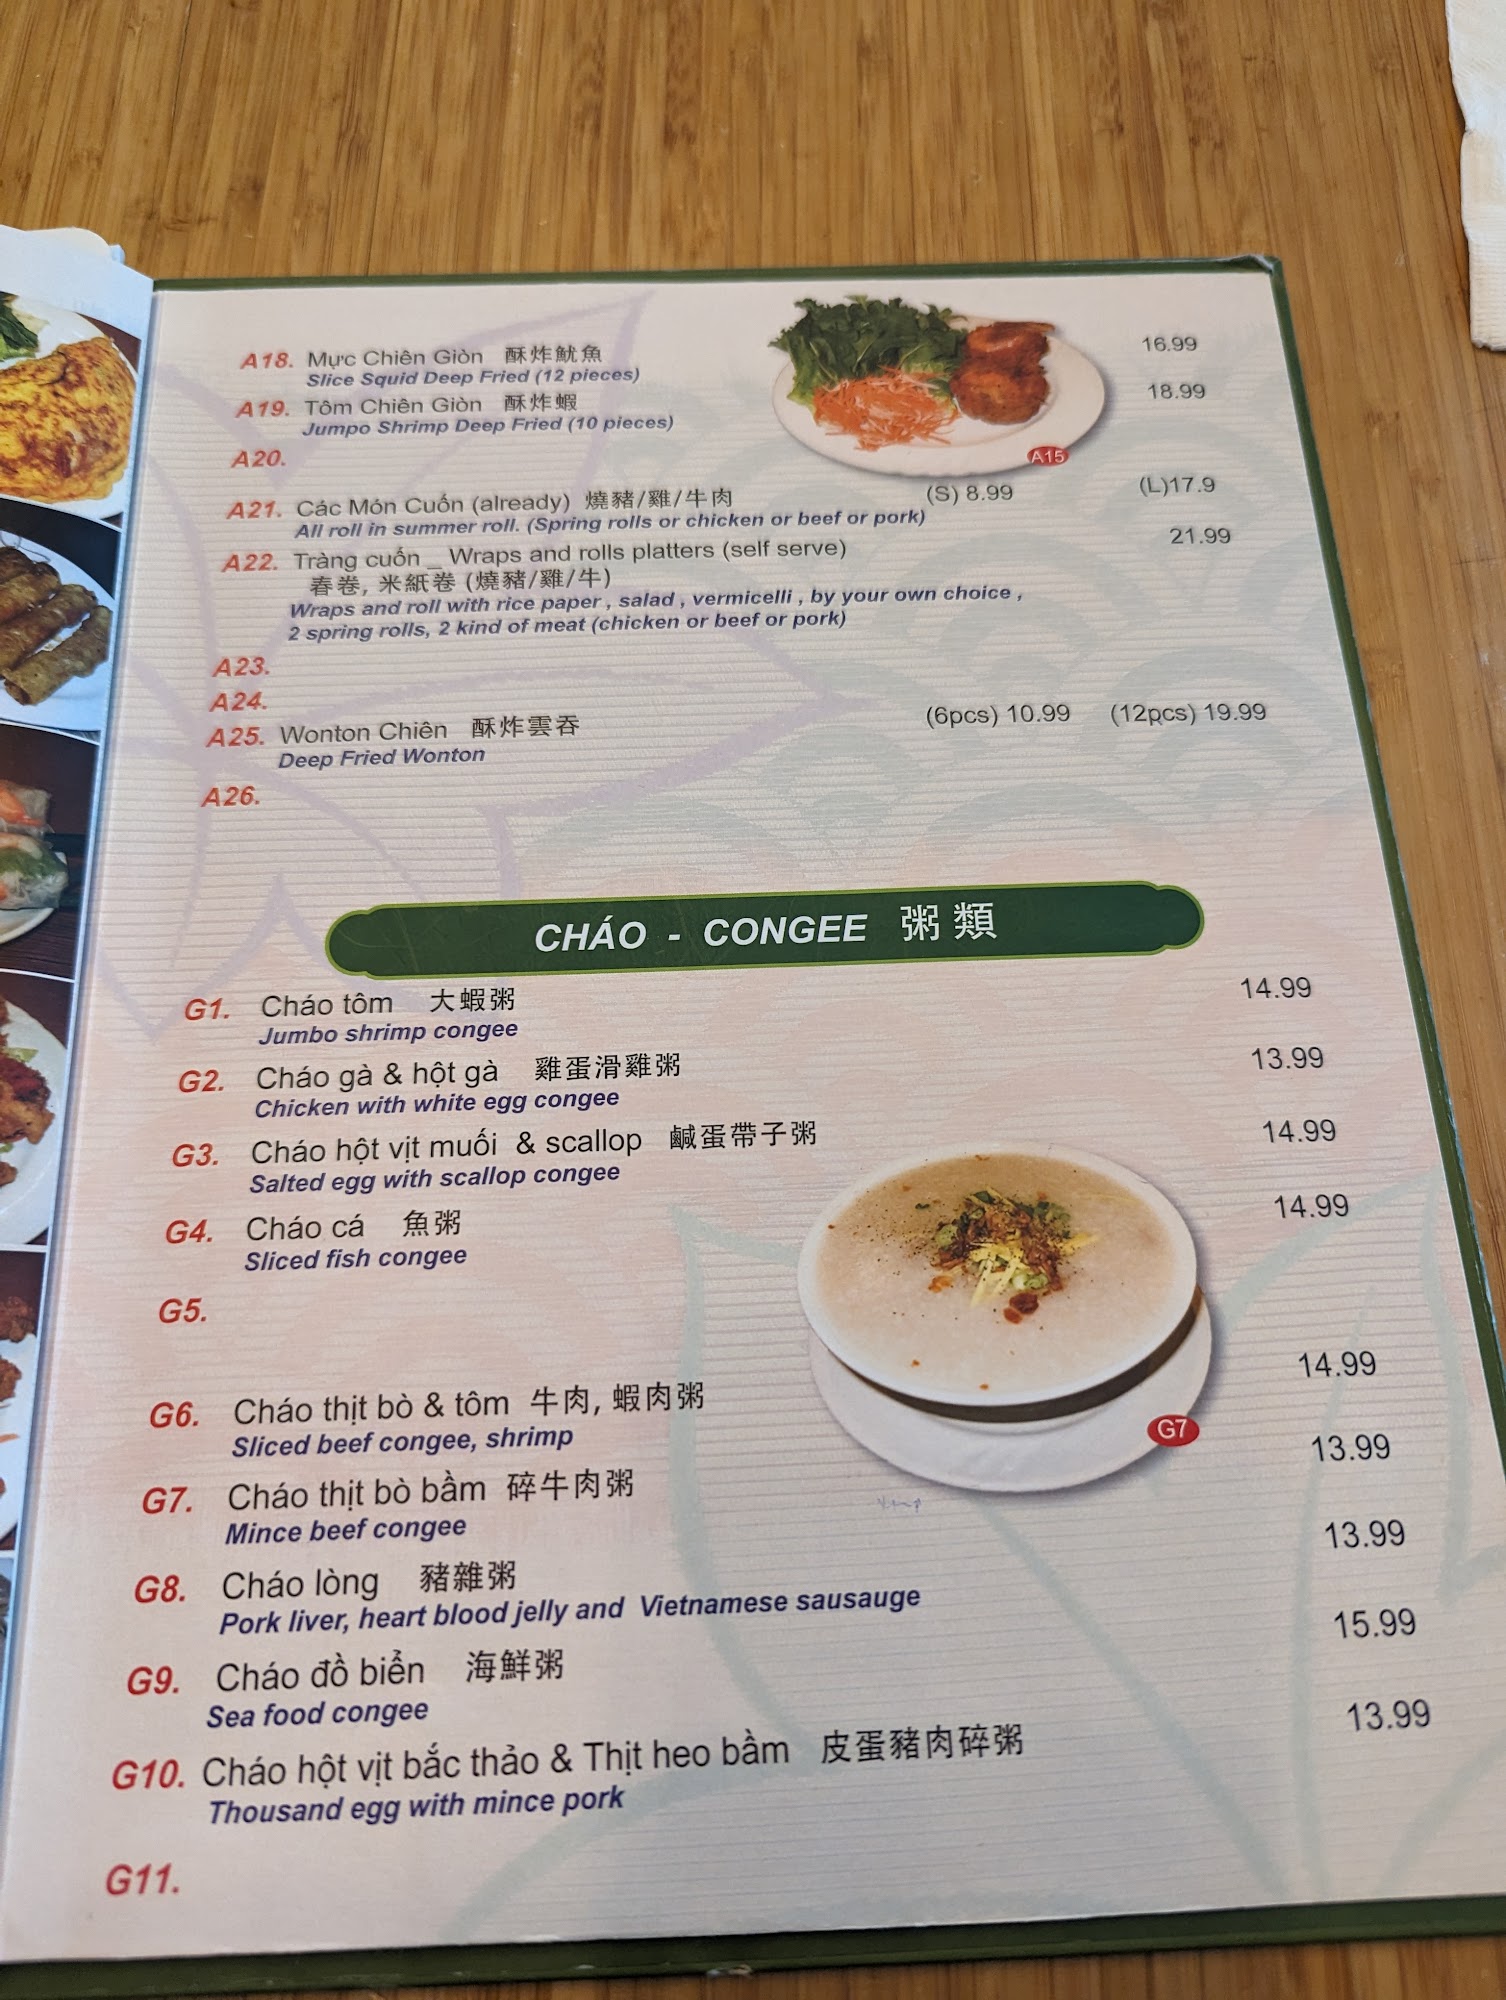 A18. Mực Chiên Giòn 酥炸魷魚 16.99
Slice Squid Deep Fried (12 pieces)
A19. Tôm Chiên Giòn 酥炸蝦 18.99
Jumpo Shrimp Deep Fried (10 pieces)
A15
A20.
A21. Các Món Cuốn (already) 燒豬/雞/牛肉 (S) 8.99 (L)17.9
All roll in summer roll. (Spring rolls or chicken or beef or pork)
A22. Tràng cuốn _ Wraps and rolls platters (self serve) 21.99
春卷, 米紙卷 (燒豬/雞/牛)
Wraps and roll with rice paper , salad , vermicelli , by your own choice ,
2 spring rolls, 2 kind of meat (chicken or beef or pork)
A23.
A24.
A25. Wonton Chiên 酥炸雲吞 (6pcs) 10.99 (12pcs) 19.99
Deep Fried Wonton
A26.
CHÁO - CONGEE 粥類
G1. Cháo tôm 大蝦粥 14.99
Jumbo shrimp congee
G2. Cháo gà & hột gà 雞蛋滑雞粥 13.99
Chicken with white egg congee
G3. Cháo hột vịt muối & scallop 鹹蛋帶子粥 14.99
Salted egg with scallop congee
G4. Cháo cá 魚粥 14.99
Sliced fish congee
G5.
G6. Cháo thịt bò & tôm 牛肉, 蝦肉粥 14.99
Sliced beef congee, shrimp
G7
G7. Cháo thịt bò bầm 碎牛肉粥 13.99
Mince beef congee
G8. Cháo lòng 豬雜粥 13.99
Pork liver, heart blood jelly and Vietnamese sausauge
G9. Cháo đồ biển 海鮮粥 15.99
Sea food congee
G10. Cháo hột vịt bắc thảo & Thịt heo bầm 皮蛋豬肉碎粥 13.99
Thousand egg with mince pork
G11.